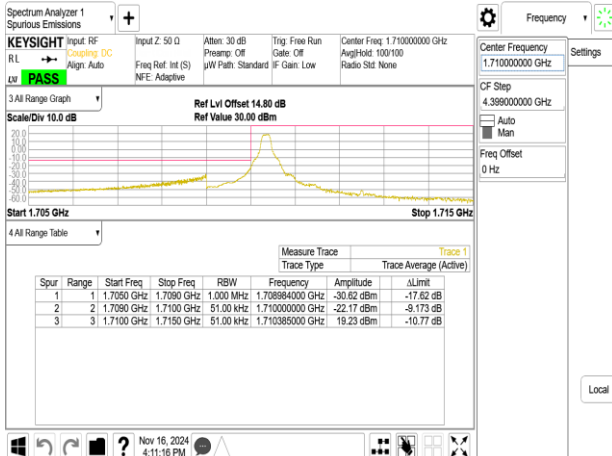 Spectrum Analyzer 1
Spurious Emissions
Frequency
KEYSIGHT
RL
LXI
PASS
Input: RF
Coupling: DC
Align: Auto
Input Z: 50 Ω
Freq Ref: Int (S)
NFE: Adaptive
Atten: 30 dB
Preamp: Off
µW Path: Standard
Trig: Free Run
Gate: Off
IF Gain: Low
Center Freq: 1.710000000 GHz
Avg|Hold: 100/100
Radio Std: None
Center Frequency
1.710000000 GHz
Settings
CF Step
4.399000000 GHz
Auto
Man
Freq Offset
0 Hz
3 All Range Graph
Scale/Div 10.0 dB
Ref Lvl Offset 14.80 dB
Ref Value 30.00 dBm
20.0
10.0
0.00
-10.0
-20.0
-30.0
-40.0
-50.0
-60.0
Start 1.705 GHz
Stop 1.715 GHz
4 All Range Table
Measure Trace Trace 1
Trace Type Trace Average (Active)
Spur Range Start Freq Stop Freq RBW Frequency Amplitude ΔLimit
1 1 1.7050 GHz 1.7090 GHz 1.000 MHz 1.708984000 GHz -30.62 dBm -17.62 dB
2 2 1.7090 GHz 1.7100 GHz 51.00 kHz 1.710000000 GHz -22.17 dBm -9.173 dB
3 3 1.7100 GHz 1.7150 GHz 51.00 kHz 1.710385000 GHz 19.23 dBm -10.77 dB
Local
Nov 16, 2024
4:11:16 PM